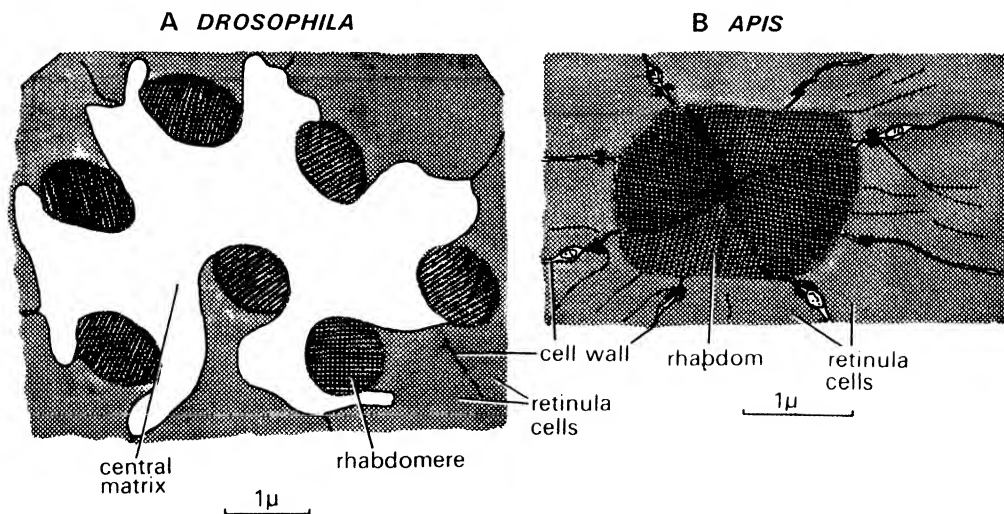 A DROSOPHILA
B APIS
cell wall
rhabdom
retinula
cells
1µ
retinula
cells
central
matrix
rhabdomere
1µ